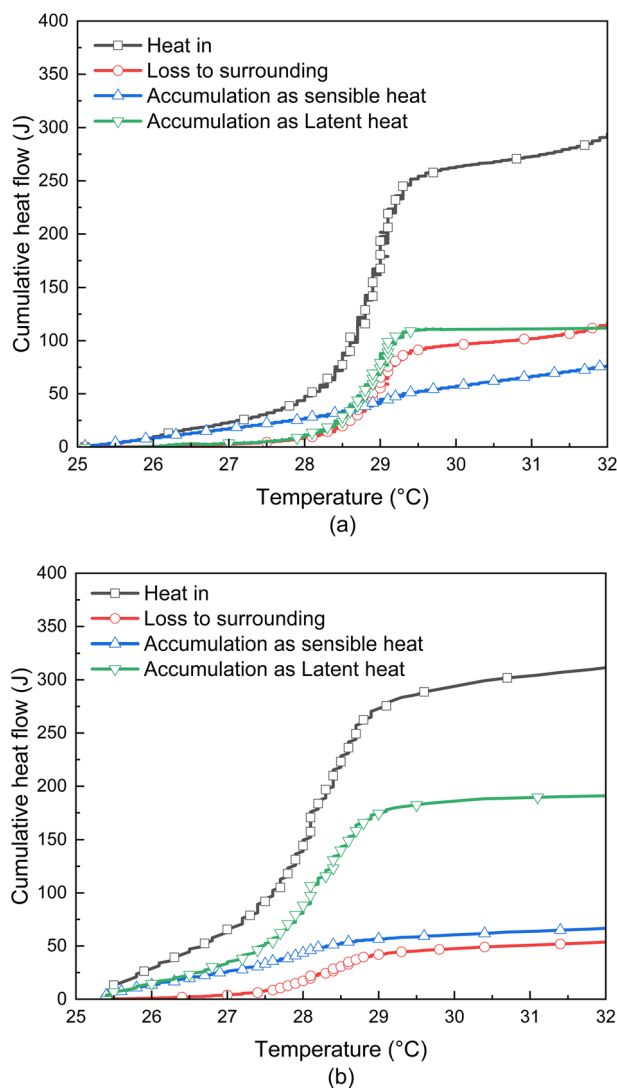 400
350
300
250
200
150
100
50
0
Cumulative heat flow (J)
Heat in
Loss to surrounding
Accumulation as sensible heat
Accumulation as Latent heat
25 26 27 28 29 30 31 32
Temperature (°C)
(a)
400
350
300
250
200
150
100
50
0
Cumulative heat flow (J)
Heat in
Loss to surrounding
Accumulation as sensible heat
Accumulation as Latent heat
25 26 27 28 29 30 31 32
Temperature (°C)
(b)